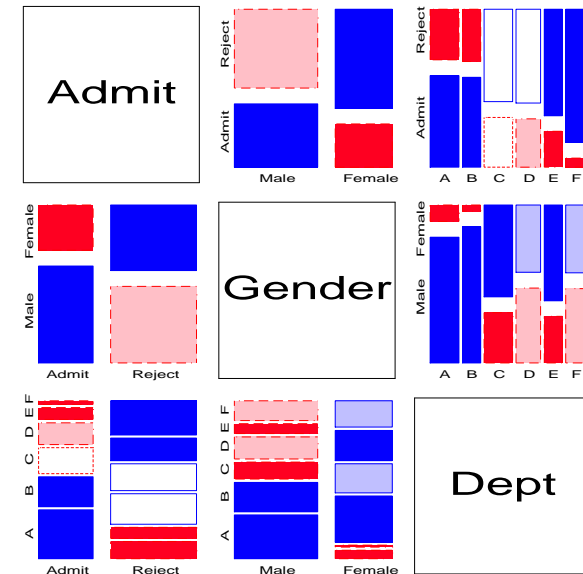 Admit
Reject
Admit
Male Female
Reject
Admit
A B C D E F
Female
Male
Admit Reject
Gender
Female
Male
A B C D E F
F
E
D
C
B
A
Admit Reject
F
E
D
C
B
A
Male Female
Dept